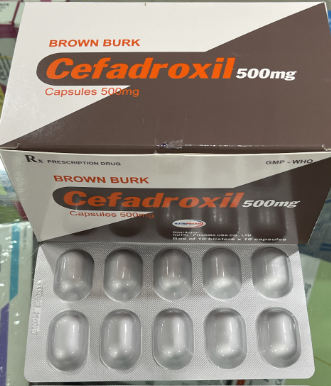 BROWN BURK
Cefadroxil 500mg
Capsules 500mg
Rx PRESCRIPTION DRUG
GMP - WHO
BROWN BURK
Cefadroxil 500mg
Capsules 500mg
Box of 10 blisters x 10 capsules